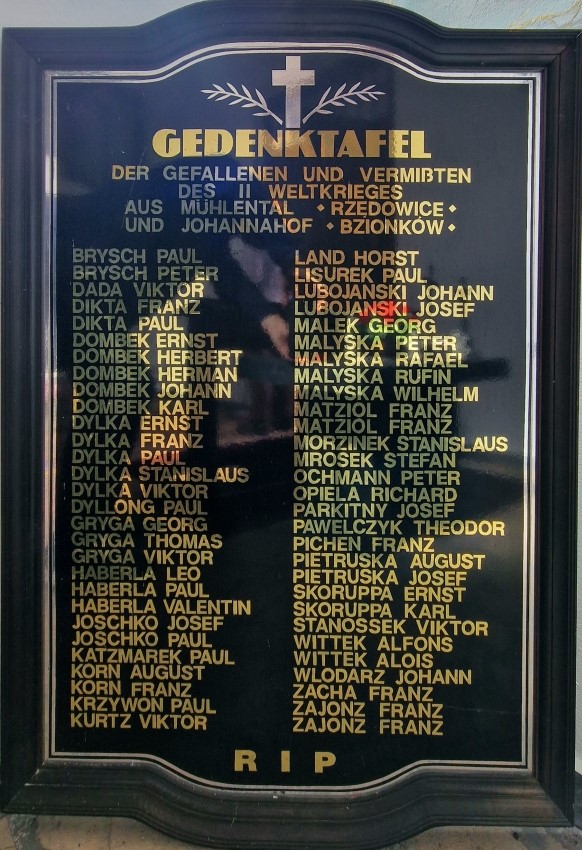 GEDENKTAFEL
DER GEFALLENEN UND VERMIßTEN
DES II WELTKRIEGES
AUS MÜHLENTAL • RZĘDOWICE •
UND JOHANNAHOF • BZIONKÓW •
BRYSCH PAUL
BRYSCH PETER
DADA VIKTOR
DIKTA FRANZ
DIKTA PAUL
DOMBEK ERNST
DOMBEK HERBERT
DOMBEK HERMAN
DOMBEK JOHANN
DOMBEK KARL
DYLKA ERNST
DYLKA FRANZ
DYLKA PAUL
DYLKA STANISLAUS
DYLKA VIKTOR
DYLLONG PAUL
GRYGA GEORG
GRYGA THOMAS
GRYGA VIKTOR
HABERLA LEO
HABERLA PAUL
HABERLA VALENTIN
JOSCHKO JOSEF
JOSCHKO PAUL
KATZMAREK PAUL
KORN AUGUST
KORN FRANZ
KRZYWON PAUL
KURTZ VIKTOR
LAND HORST
LISUREK PAUL
LUBOJANSKI JOHANN
LUBOJANSKI JOSEF
MALEK GEORG
MALYSKA PETER
MALYSKA RAFAEL
MALYSKA RUFIN
MALYSKA WILHELM
MATZIOL FRANZ
MATZIOL FRANZ
MORZINEK STANISLAUS
MROSEK STEFAN
OCHMANN PETER
OPIELA RICHARD
PARKITNY JOSEF
PAWELCZYK THEODOR
PICHEN FRANZ
PIETRUSKA AUGUST
PIETRUSKA JOSEF
SKORUPPA ERNST
SKORUPPA KARL
STANOSSEK VIKTOR
WITTEK ALFONS
WITTEK ALOIS
WLODARZ JOHANN
ZACHA FRANZ
ZAJONZ FRANZ
ZAJONZ FRANZ
R I P